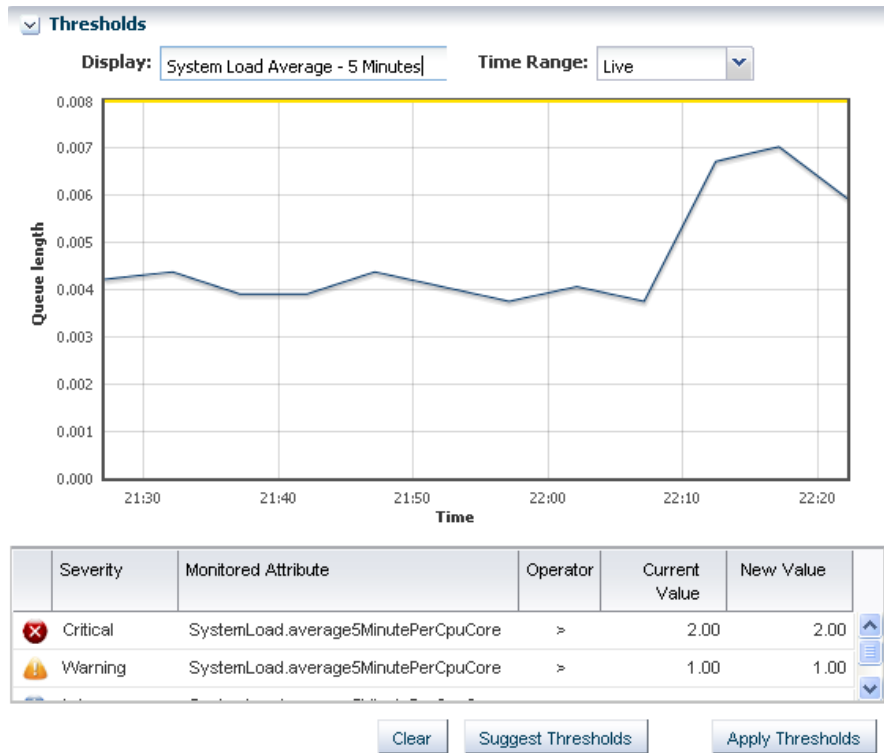 Thresholds
Display: System Load Average - 5 Minutes Time Range: Live
0.008
0.007
0.006
0.005
0.004
0.003
0.002
0.001
0.000
Queue length
21:30 21:40 21:50 22:00 22:10 22:20
Time
Severity Monitored Attribute Operator Current Value New Value
Critical SystemLoad.average5MinutePerCpuCore > 2.00 2.00
Warning SystemLoad.average5MinutePerCpuCore > 1.00 1.00
Clear Suggest Thresholds Apply Thresholds